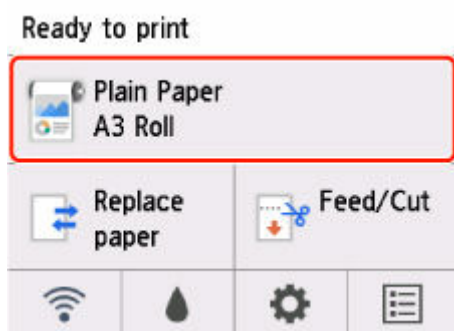 Ready to print
Plain Paper
A3 Roll
Replace
paper
Feed/Cut